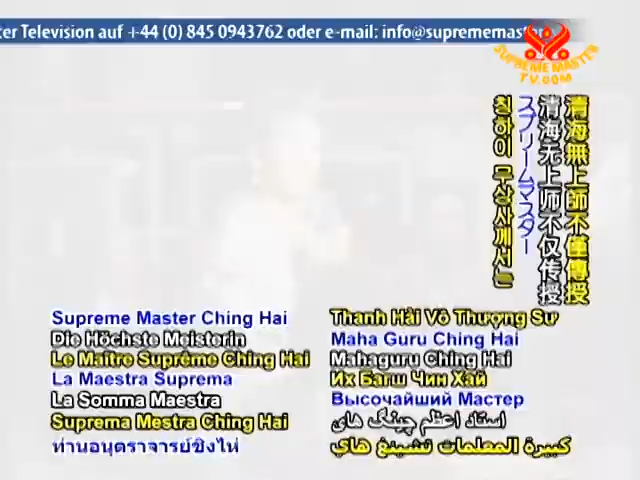 ter Television auf +44 (0) 845 0943762 oder e-mail: info@suprememaster
SUPREME MASTER
TV.COM
清海無上師不僅傳授
清海无上师不仅传授
スプリームマスター
칭하이 무상사께서는
Supreme Master Ching Hai
Die Höchste Meisterin
Le Maître Suprême Ching Hai
La Maestra Suprema
La Somma Maestra
Suprema Mestra Ching Hai
ท่านอนุตราจารย์ชิงไห่
Thanh Hải Vô Thượng Sư
Maha Guru Ching Hai
Mahaguru Ching Hai
Их Багш Чин Хай
Высочайший Мастер
استاد اعظم چینگ های
كبيرة المعلمات تشينغ هاي